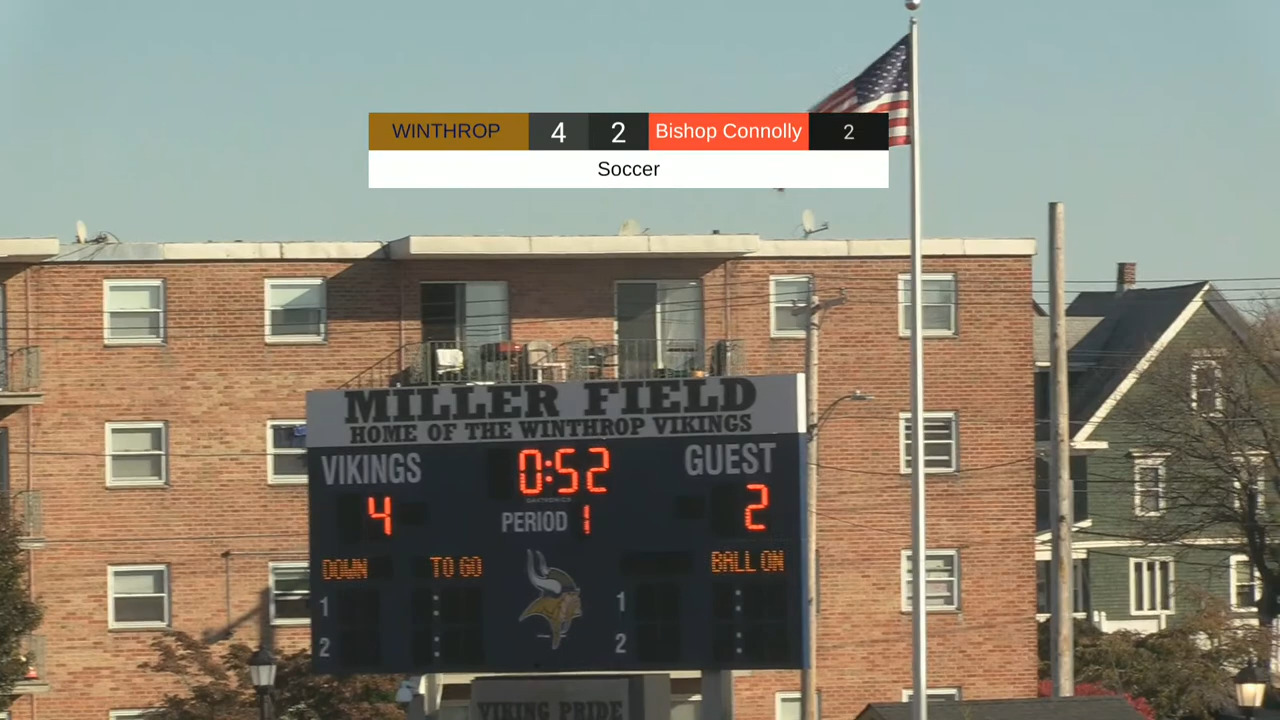 WINTHROP 4 2 Bishop Connolly 2
Soccer
MILLER FIELD
HOME OF THE WINTHROP VIKINGS
VIKINGS 0:52 GUEST
DAKTRONICS
4 PERIOD 1 2
DOWN TO GO BALL ON
1 : 1 :
2 : 2 :
VIKING PRIDE